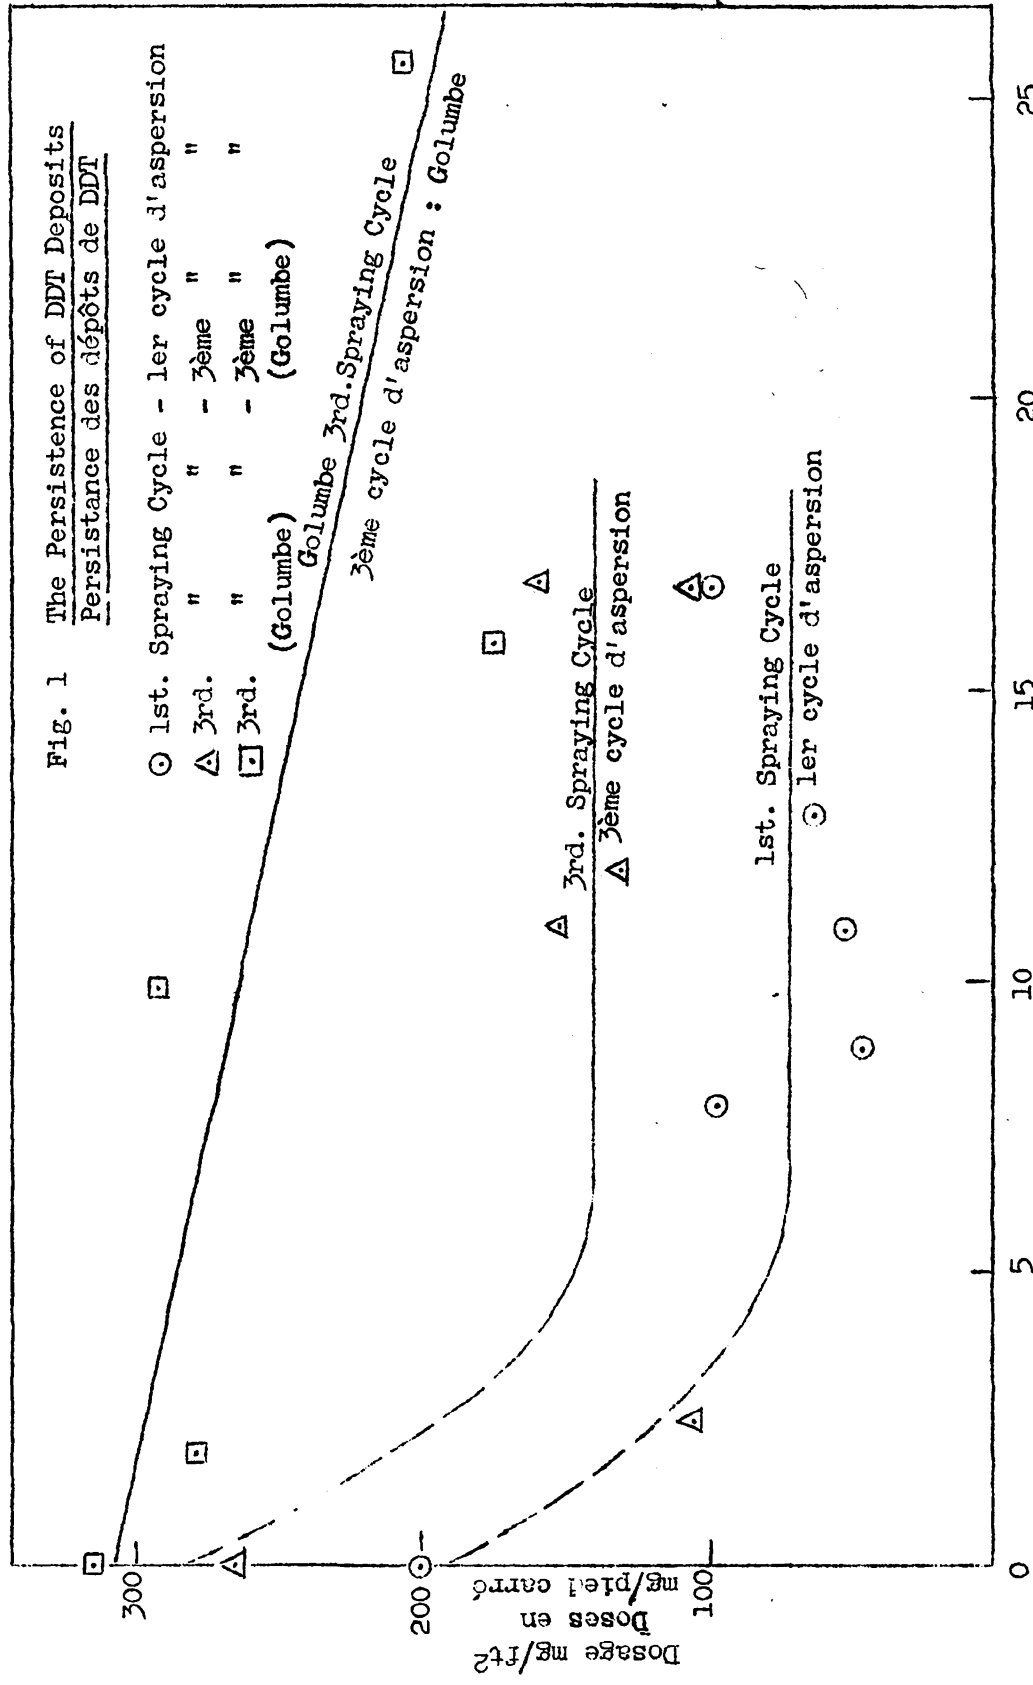 Fig. 1 The Persistence of DDT Deposits
Persistance des dépôts de DDT
1st. Spraying Cycle - 1er cycle d'aspersion
3rd. " " - 3ème " "
3rd. " " - 3ème " "
(Golumbe) (Golumbe)
Golumbe 3rd.Spraying Cycle
3ème cycle d'aspersion : Golumbe
3rd. Spraying Cycle
3ème cycle d'aspersion
1st. Spraying Cycle
1er cycle d'aspersion
Dosage mg/ft2
Doses en
mg/pied carré
300
200
100
0 5 10 15 20 25